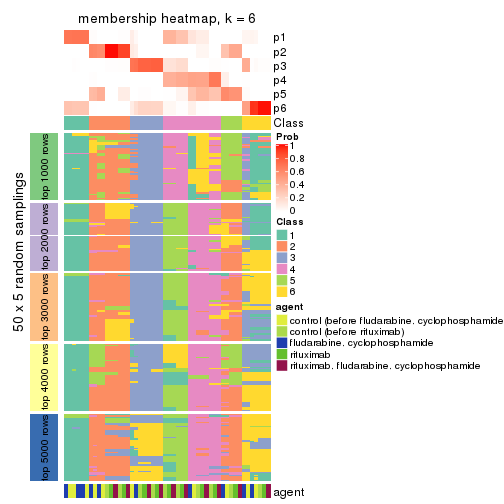 membership heatmap, k = 6
p1
p2
p3
p4
p5
p6
Class
50 x 5 random samplings
top 1000 rows
top 2000 rows
top 3000 rows
top 4000 rows
top 5000 rows
agent
Prob
1
0.8
0.6
0.4
0.2
0
Class
1
2
3
4
5
6
agent
control (before fludarabine. cyclophosphamide
control (before rituximab)
fludarabine. cyclophosphamide
rituximab
rituximab. fludarabine. cyclophosphamide